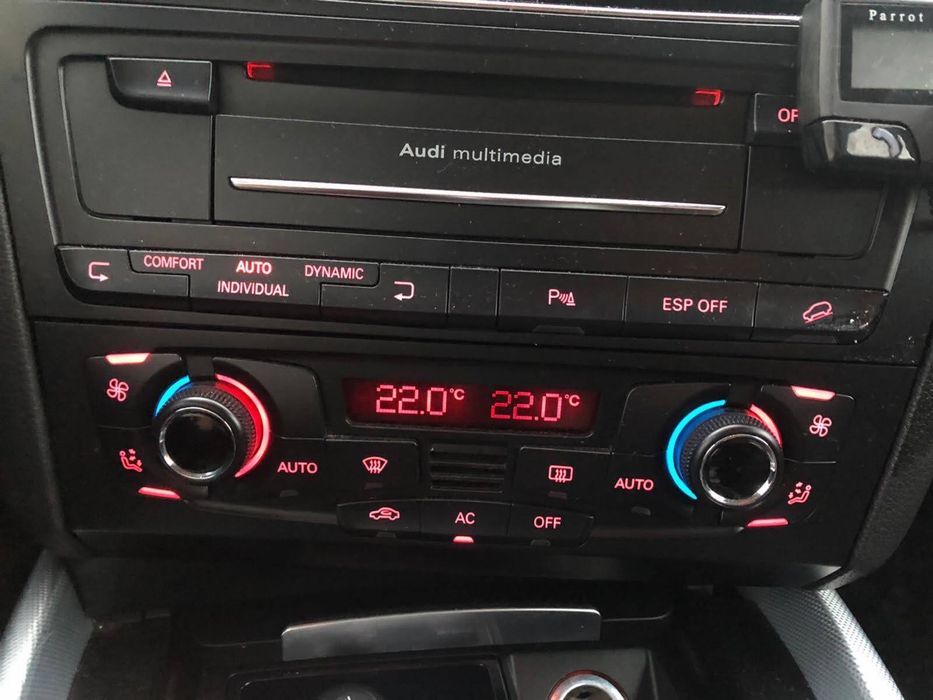 Parrot
OF
Audi multimedia
COMFORT AUTO DYNAMIC
INDIVIDUAL
P
ESP OFF
22.0°C 22.0°C
AUTO
AUTO
AC
OFF